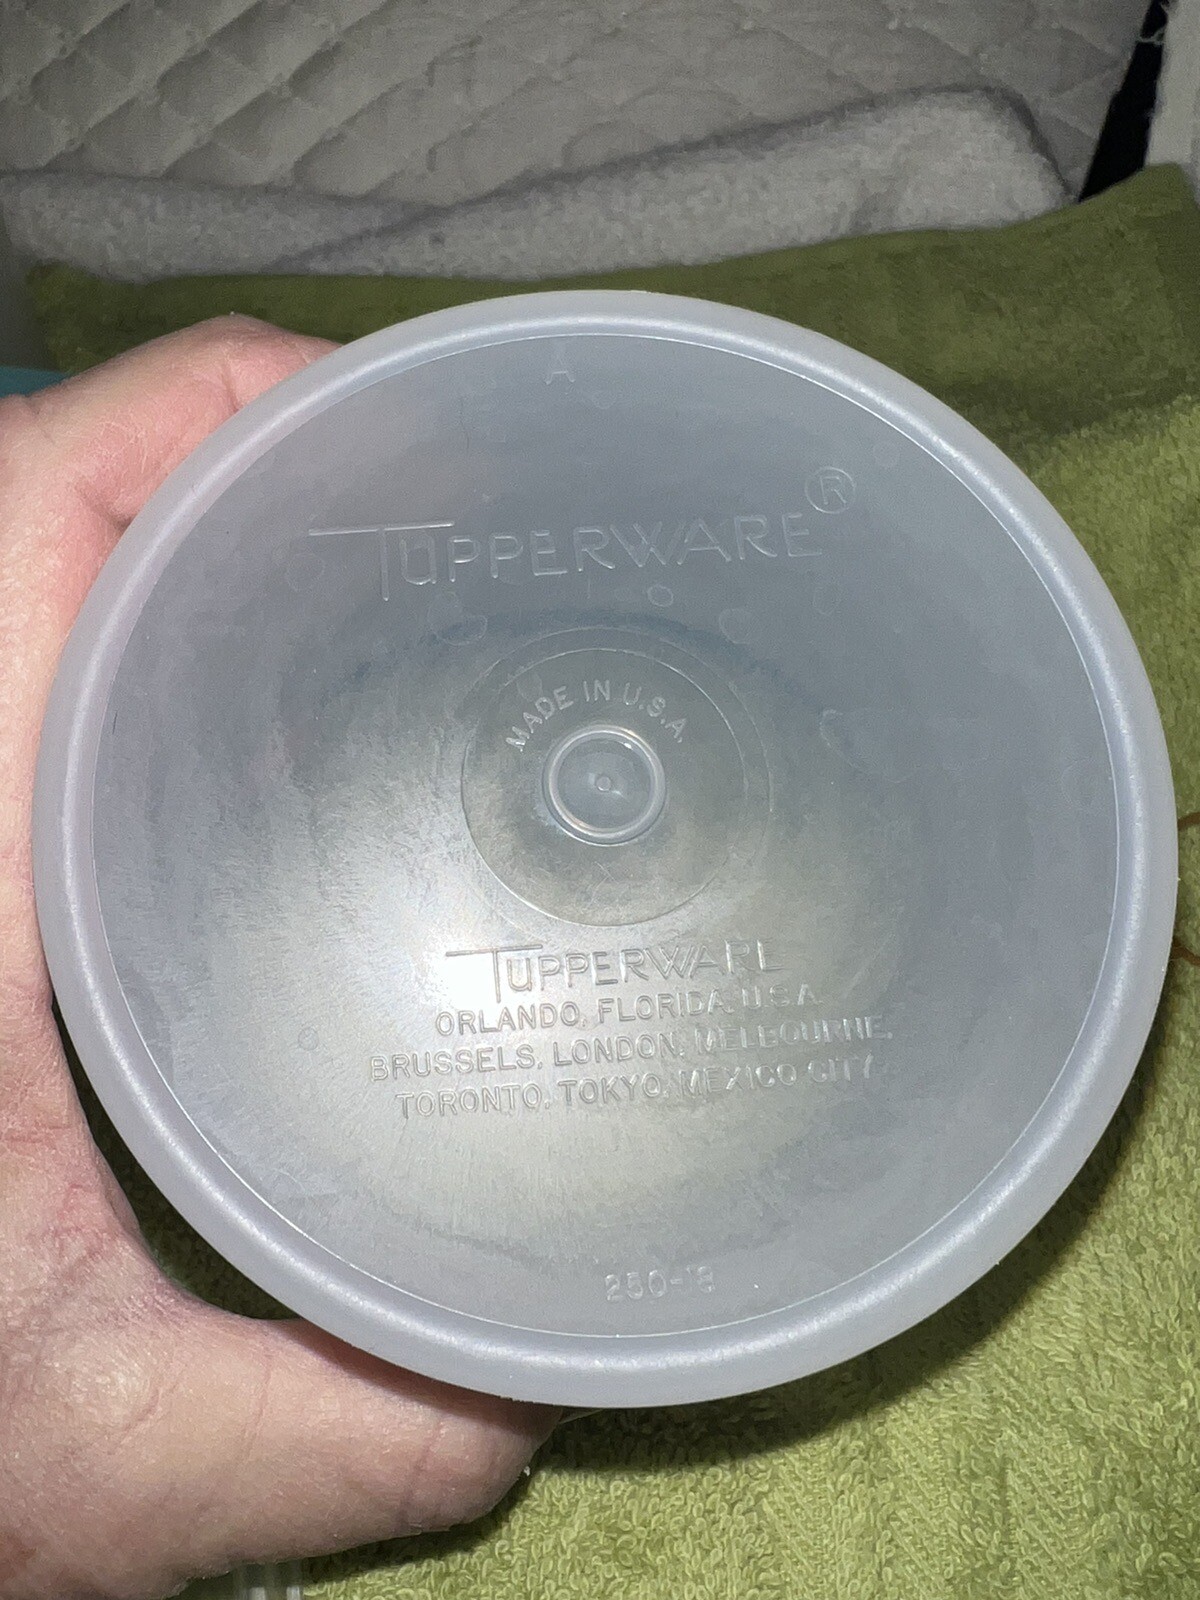 A
TUPPERWARE®
MADE IN U.S.A.
TUPPERWARE
ORLANDO, FLORIDA, U.S.A.
BRUSSELS, LONDON, MELBOURNE,
TORONTO, TOKYO, MEXICO CITY
250-18